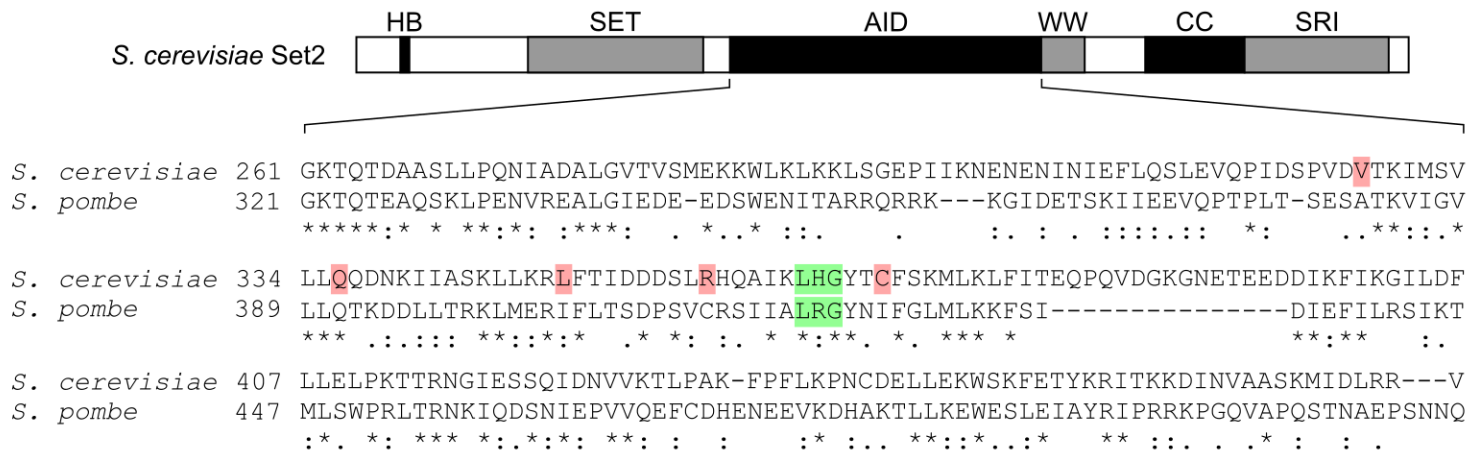 HB SET AID WW CC SRI
S. cerevisiae Set2
S. cerevisiae 261 GKTQTDAASLLPQNIADALGVTVSMEKKWLKLKKLSGEPIIKNENENININIEFLQSLEVQPIDSPVDVTKIMSV
S. pombe 321 GKTQTEAQSKLPENVREALGIEDE-EDSWENITARRQRRK---KGIDETSKIIEEVQPTPLT-SESATKVIGV
*****:* * **:: :***: . *.. *:. . :. : .::::.:: *: ..**::.*
S. cerevisiae 334 LLQQDNKIIASKLLKRLFTIDDDSLRHQAIKLHGYTCFSKMLKLFITEQPQVDGKGNETEEDDIKFIKGILDF
S. pombe 389 LLQTKDDLLTRKLMERIFLTSDPSVCRSIIALRGYNIFGLMLKKFSI---------------DIEFILRSIKT
*** .:.::: **::*:* .* *: :. * *:**. *. *** * **:** :.
S. cerevisiae 407 LLELPKTTRNGIESSQIDNVVKTLPAK-FPFLKPNCDELLEKWSKFETYKRITKKDINVAASKMIDLRR---V
S. pombe 447 MLSWPRLTRNKIQDSNIEPVVQEFCDHENEEVKDHAKTLLKEWESLEIAYRIPRRKPGQVAPQSTNAEPSNNQ
:*. *: *** *:.*:*: **: : : :* :.. **::*..:* ** ::. . .* * : .